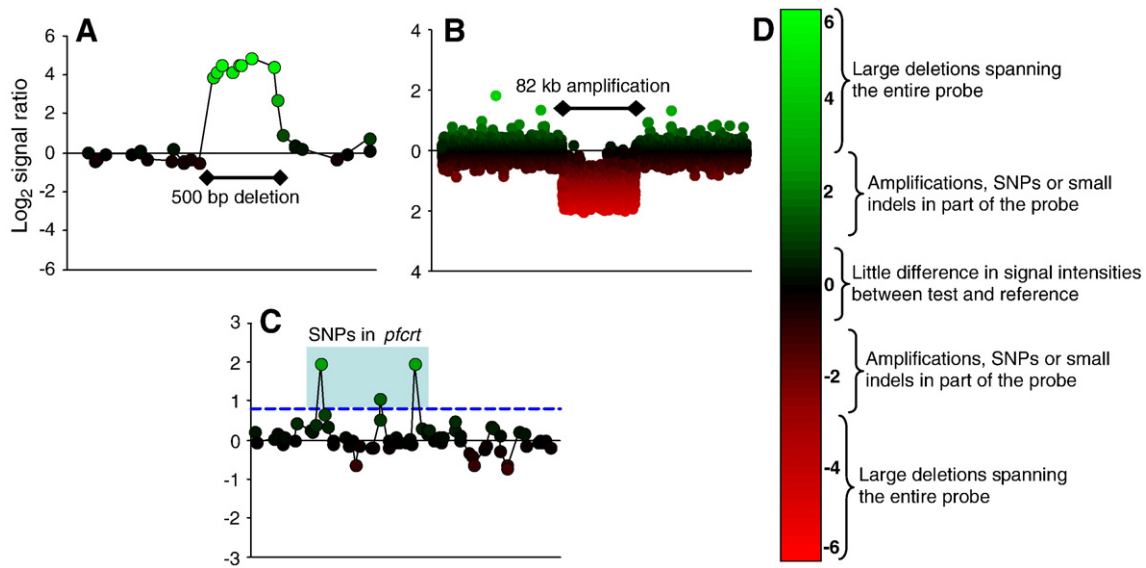 A
6
4
2
0
-2
-4
-6
Log2 signal ratio
500 bp deletion
B
4
2
0
2
4
82 kb amplification
C
3
2
1
0
-1
-2
-3
SNPs in pfcrt
D
6
4
2
0
-2
-4
-6
Large deletions spanning
the entire probe
Amplifications, SNPs or small
indels in part of the probe
Little difference in signal intensities
between test and reference
Amplifications, SNPs or small
indels in part of the probe
Large deletions spanning
the entire probe